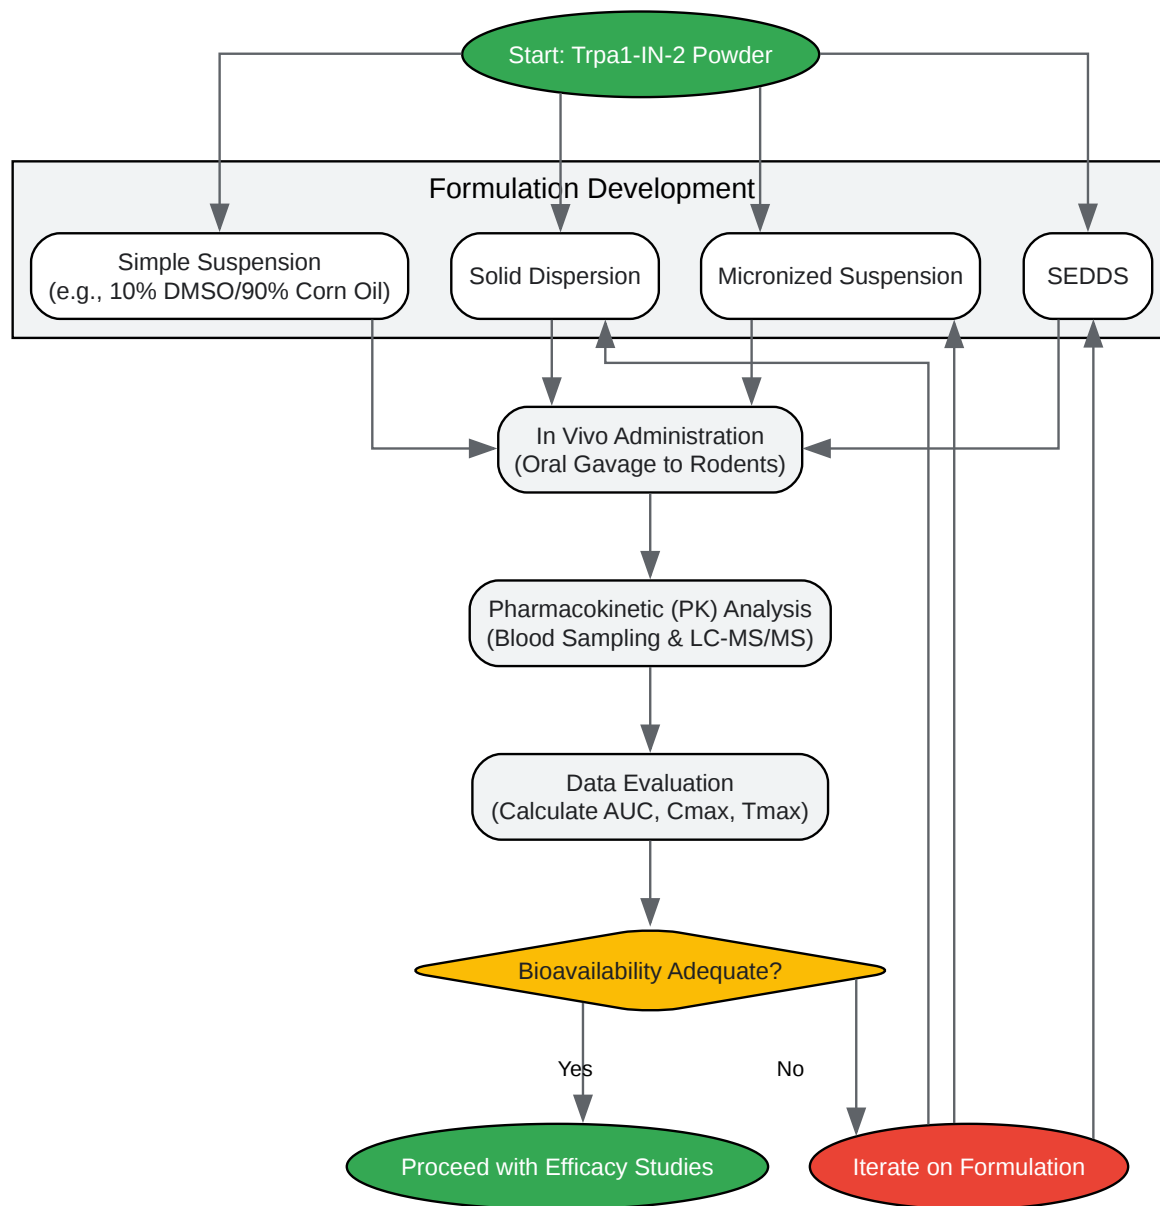 Start: Trpa1-IN-2 Powder
Formulation Development
Simple Suspension
(e.g., 10% DMSO/90% Corn Oil)
Solid Dispersion
Micronized Suspension
SEDDS
In Vivo Administration
(Oral Gavage to Rodents)
Pharmacokinetic (PK) Analysis
(Blood Sampling & LC-MS/MS)
Data Evaluation
(Calculate AUC, Cmax, Tmax)
Bioavailability Adequate?
Yes
No
Proceed with Efficacy Studies
Iterate on Formulation